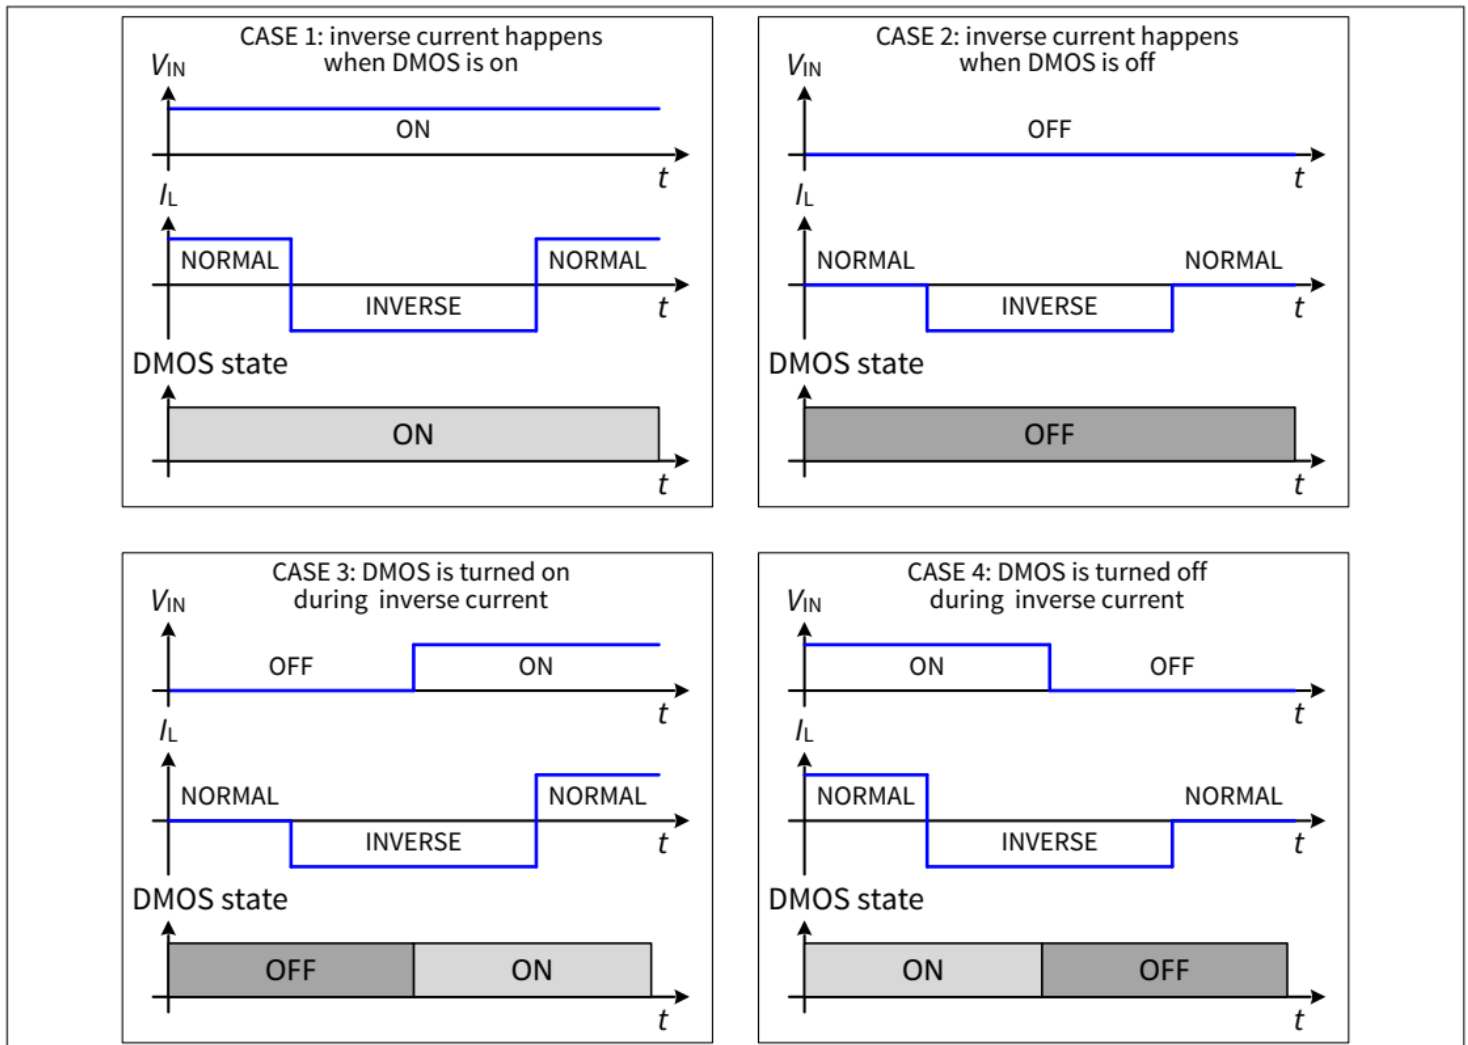 CASE 1: inverse current happens
when DMOS is on
VIN
ON
t
IL
NORMAL
NORMAL
INVERSE
t
DMOS state
ON
t
CASE 2: inverse current happens
when DMOS is off
VIN
OFF
t
IL
NORMAL
NORMAL
INVERSE
t
DMOS state
OFF
t
CASE 3: DMOS is turned on
during inverse current
VIN
OFF
ON
t
IL
NORMAL
NORMAL
INVERSE
t
DMOS state
OFF
ON
t
CASE 4: DMOS is turned off
during inverse current
VIN
ON
OFF
t
IL
NORMAL
NORMAL
INVERSE
t
DMOS state
ON
OFF
t